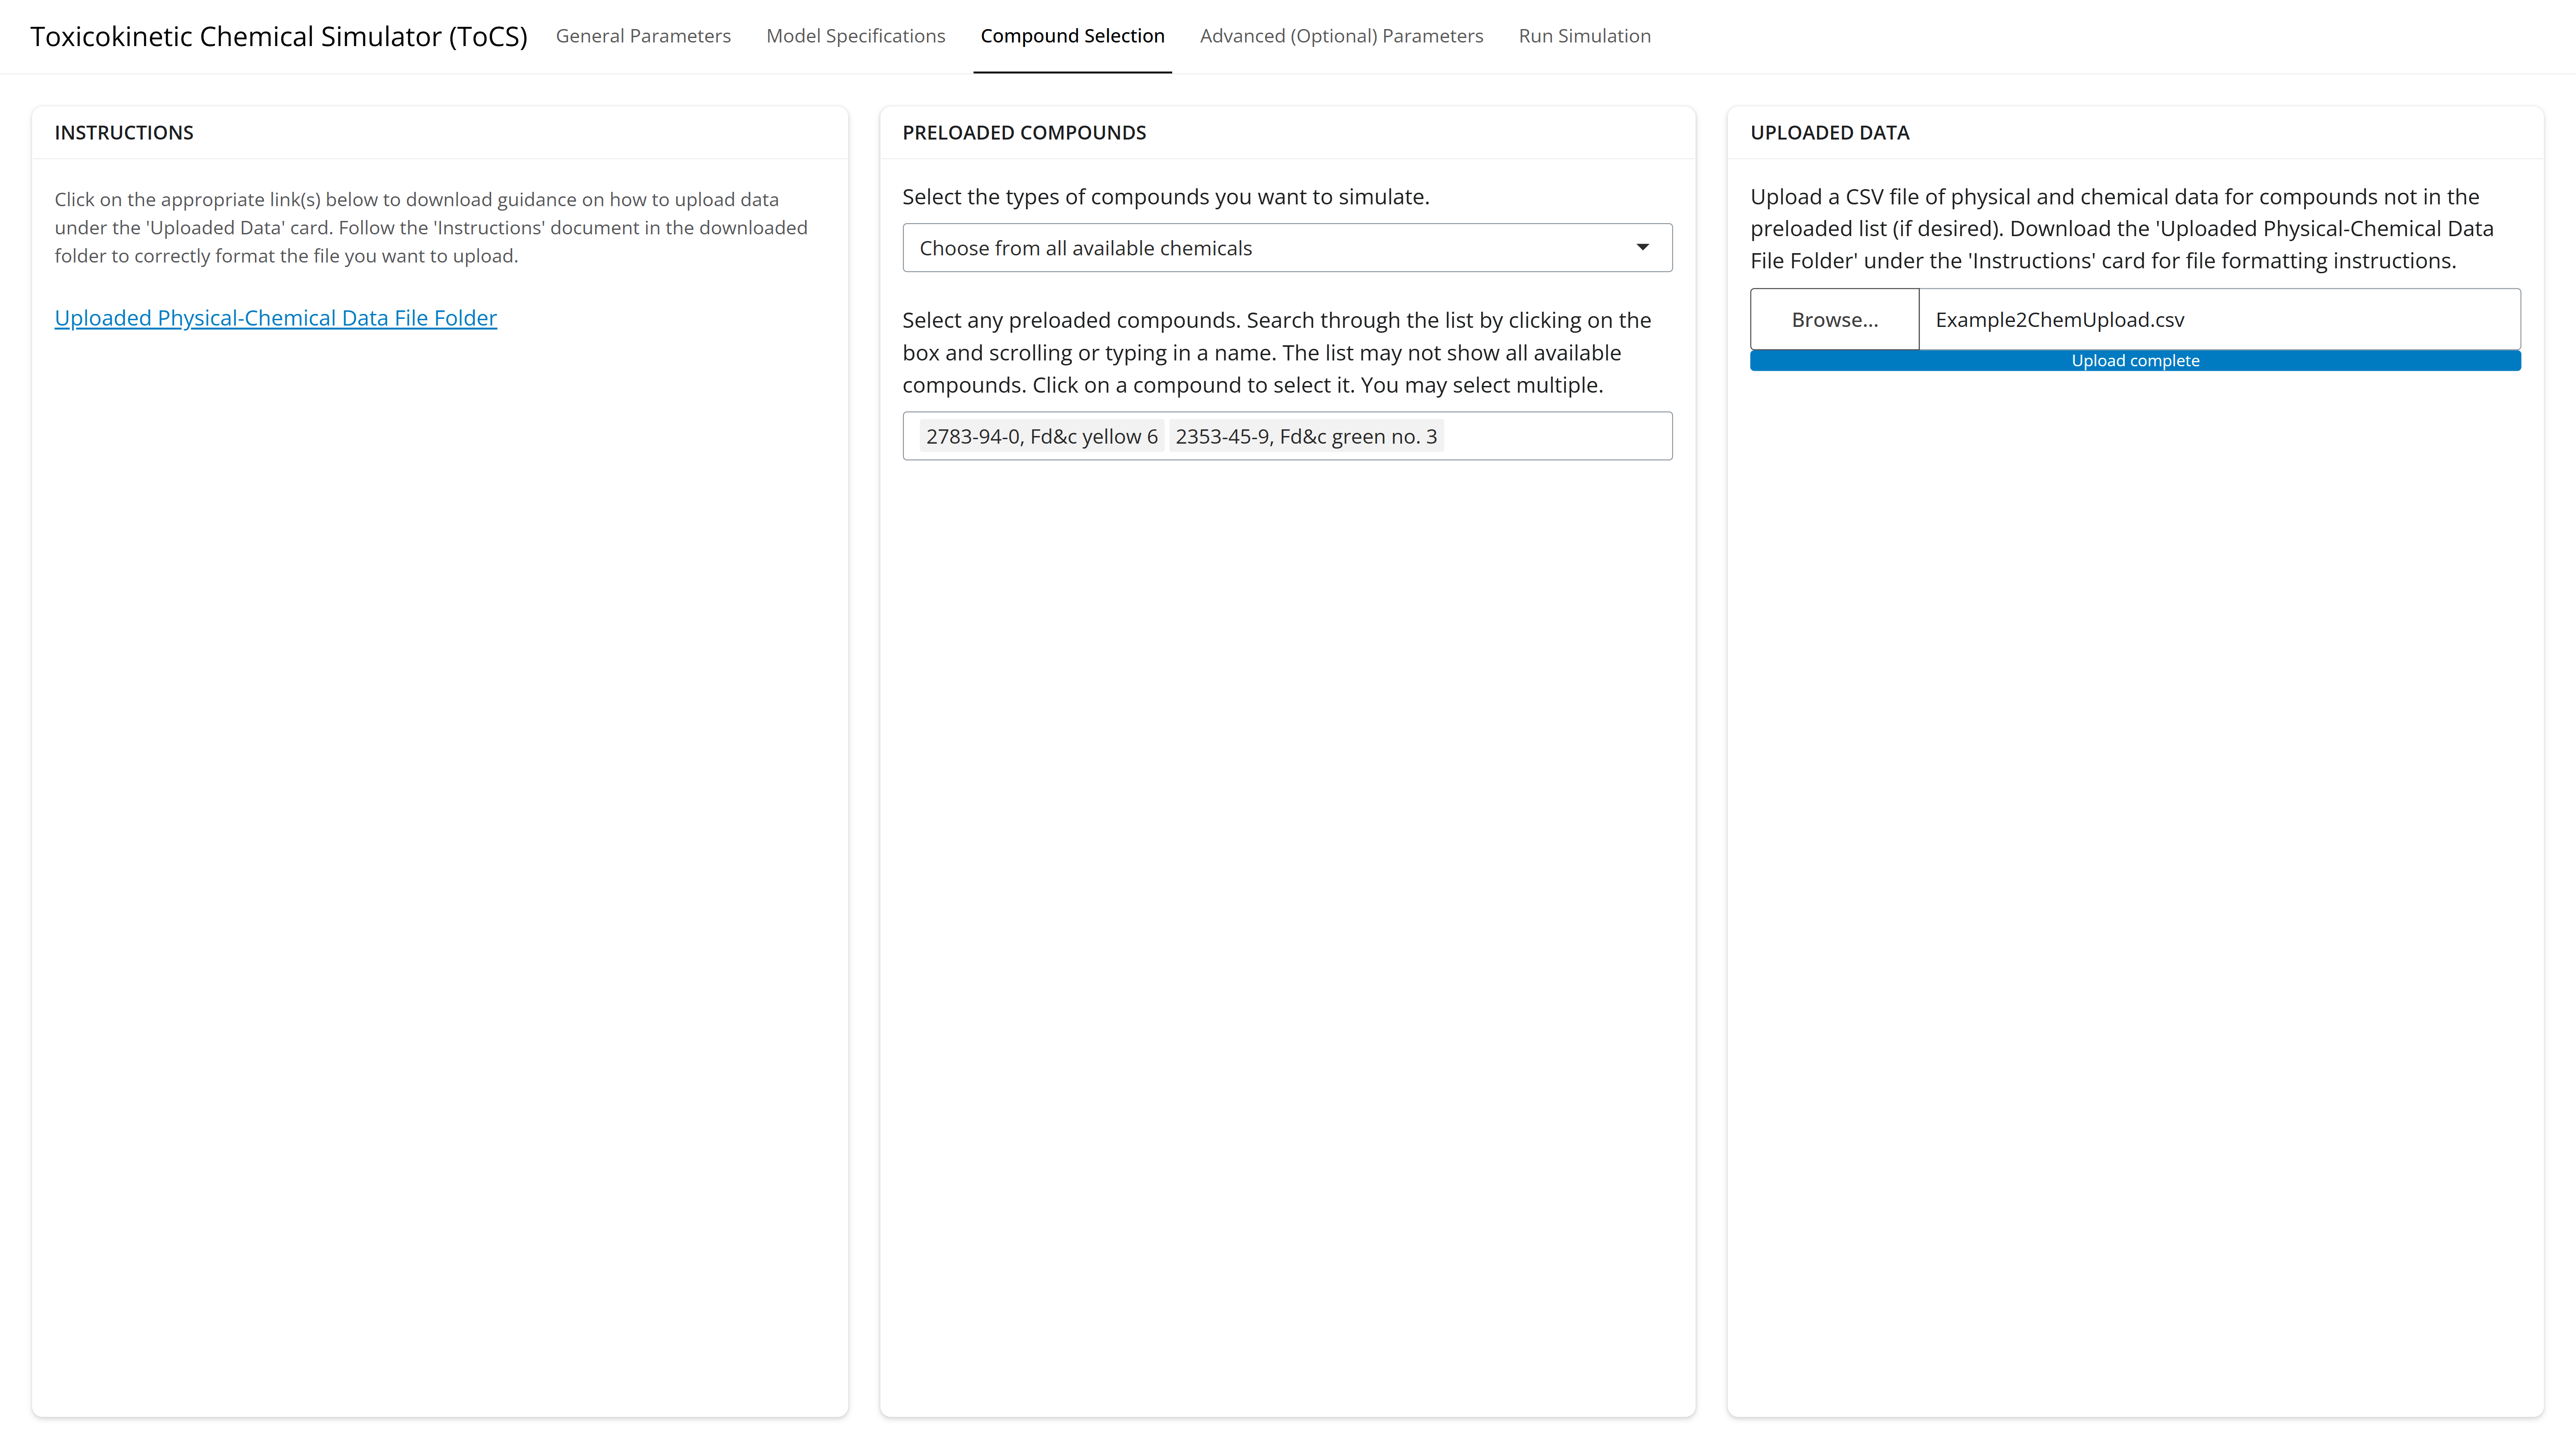 Toxicokinetic Chemical Simulator (ToCS)
General Parameters
Model Specifications
Compound Selection
Advanced (Optional) Parameters
Run Simulation
INSTRUCTIONS
Click on the appropriate link(s) below to download guidance on how to upload data
under the 'Uploaded Data' card. Follow the 'Instructions' document in the downloaded
folder to correctly format the file you want to upload.
Uploaded Physical-Chemical Data File Folder
PRELOADED COMPOUNDS
Select the types of compounds you want to simulate.
Choose from all available chemicals
Select any preloaded compounds. Search through the list by clicking on the
box and scrolling or typing in a name. The list may not show all available
compounds. Click on a compound to select it. You may select multiple.
2783-94-0, Fd&c yellow 6
2353-45-9, Fd&c green no. 3
UPLOADED DATA
Upload a CSV file of physical and chemical data for compounds not in the
preloaded list (if desired). Download the 'Uploaded Physical-Chemical Data
File Folder' under the 'Instructions' card for file formatting instructions.
Browse...
Example2ChemUpload.csv
Upload complete